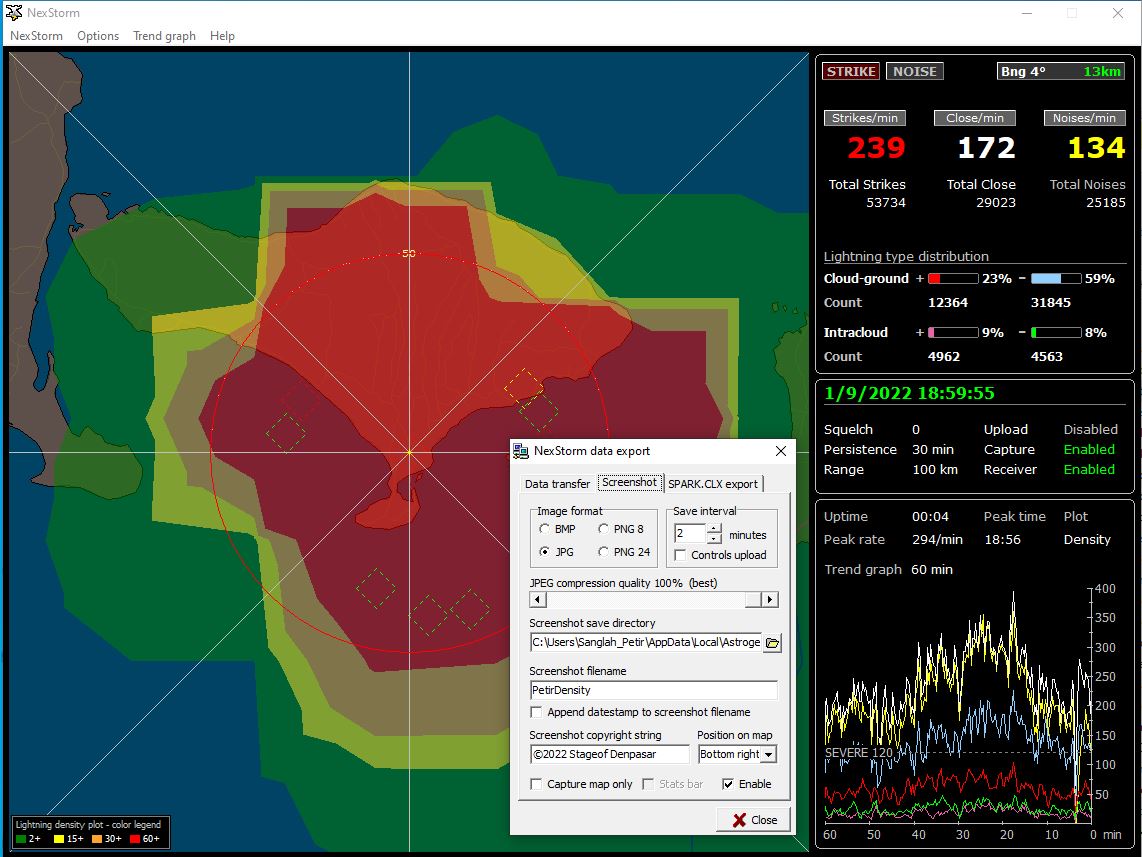 NexStorm
NexStorm Options Trend graph Help
50
STRIKE NOISE Bng 4° 13km
Strikes/min Close/min Noises/min
239 172 134
Total Strikes Total Close Total Noises
53734 29023 25185
Lightning type distribution
Cloud-ground + 23% - 59%
Count 12364 31845
Intracloud + 9% - 8%
Count 4962 4563
1/9/2022 18:59:55
Squelch 0 Upload Disabled
Persistence 30 min Capture Enabled
Range 100 km Receiver Enabled
Uptime 00:04 Peak time Plot
Peak rate 294/min 18:56 Density
Trend graph 60 min
400
350
300
250
200
150
SEVERE 120
100
50
60 50 40 30 20 10 0 min
NexStorm data export
Data transfer Screenshot SPARK.CLX export
Image format Save interval
BMP PNG 8 2 minutes
JPG PNG 24 Controls upload
JPEG compression quality 100% (best)
Screenshot save directory
C:\Users\Sanglah_Petir\AppData\Local\Astroge
Screenshot filename
PetirDensity
Append datestamp to screenshot filename
Screenshot copyright string Position on map
©2022 Stageof Denpasar Bottom right
Capture map only Stats bar Enable
Close
Lightning density plot - color legend
2+ 15+ 30+ 60+